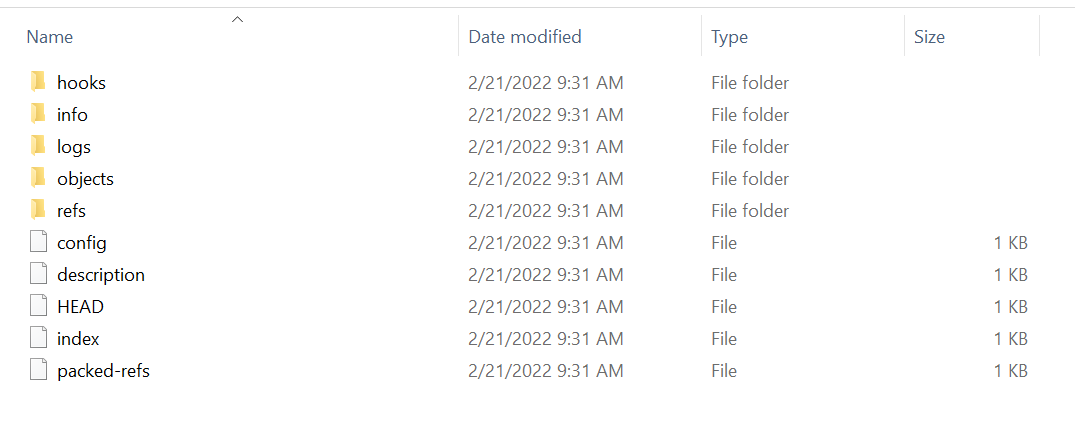 Name Date modified Type Size
hooks 2/21/2022 9:31 AM File folder
info 2/21/2022 9:31 AM File folder
logs 2/21/2022 9:31 AM File folder
objects 2/21/2022 9:31 AM File folder
refs 2/21/2022 9:31 AM File folder
config 2/21/2022 9:31 AM File 1 KB
description 2/21/2022 9:31 AM File 1 KB
HEAD 2/21/2022 9:31 AM File 1 KB
index 2/21/2022 9:31 AM File 1 KB
packed-refs 2/21/2022 9:31 AM File 1 KB